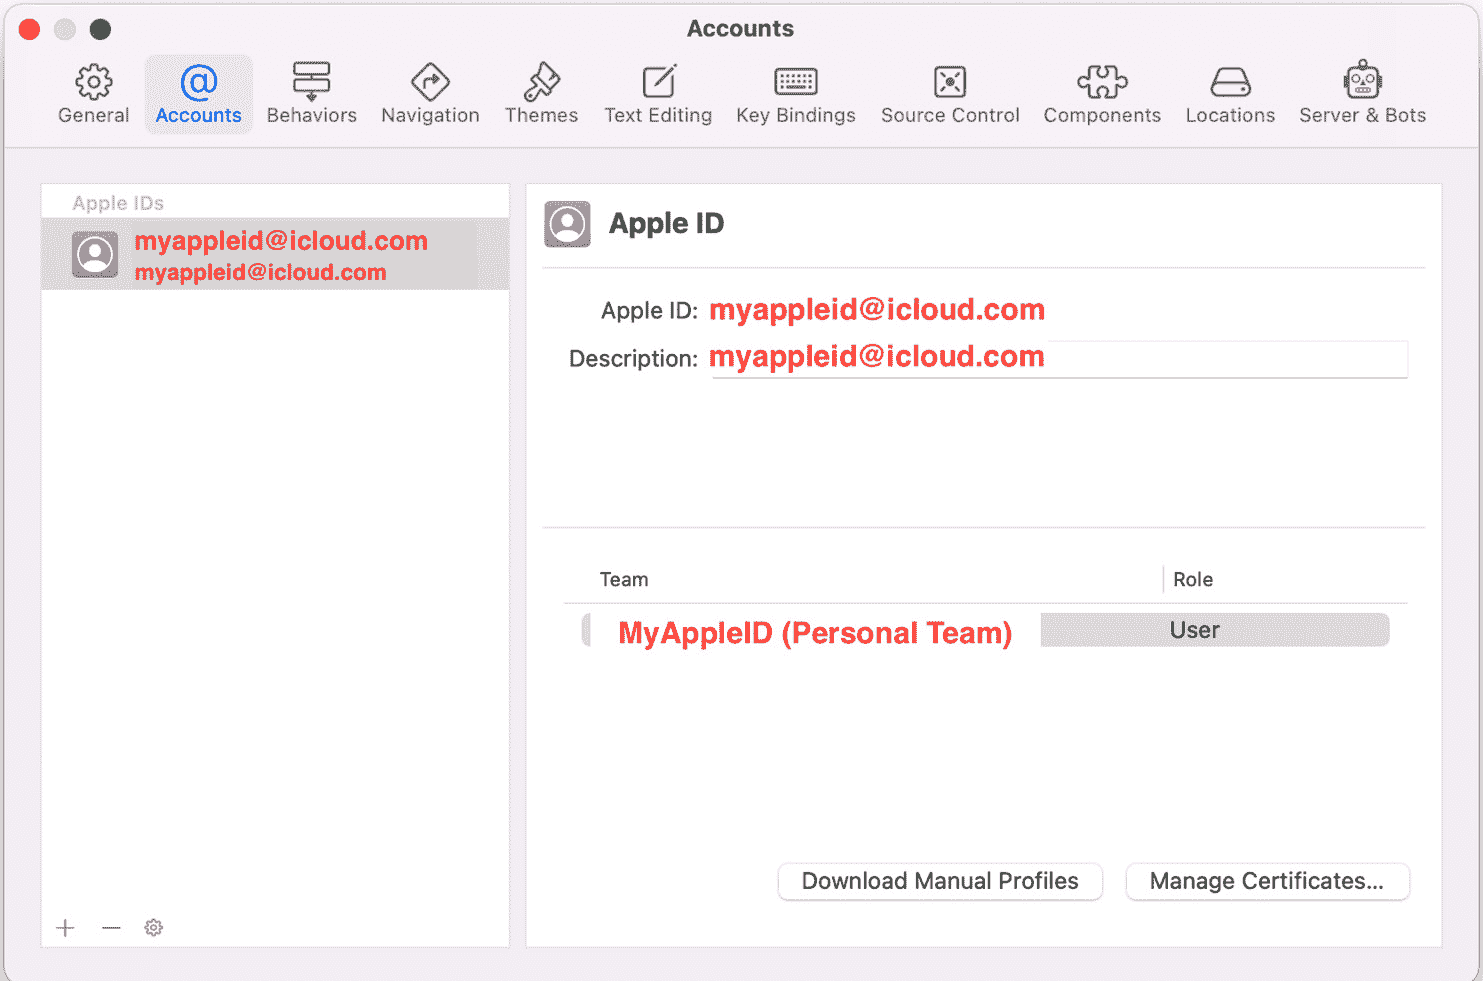 Accounts
General
Accounts
Behaviors
Navigation
Themes
Text Editing
Key Bindings
Source Control
Components
Locations
Server & Bots
Apple IDs
myappleid@icloud.com
myappleid@icloud.com
Apple ID
Apple ID: myappleid@icloud.com
Description: myappleid@icloud.com
Team Role
MyAppleID (Personal Team) User
Download Manual Profiles Manage Certificates...